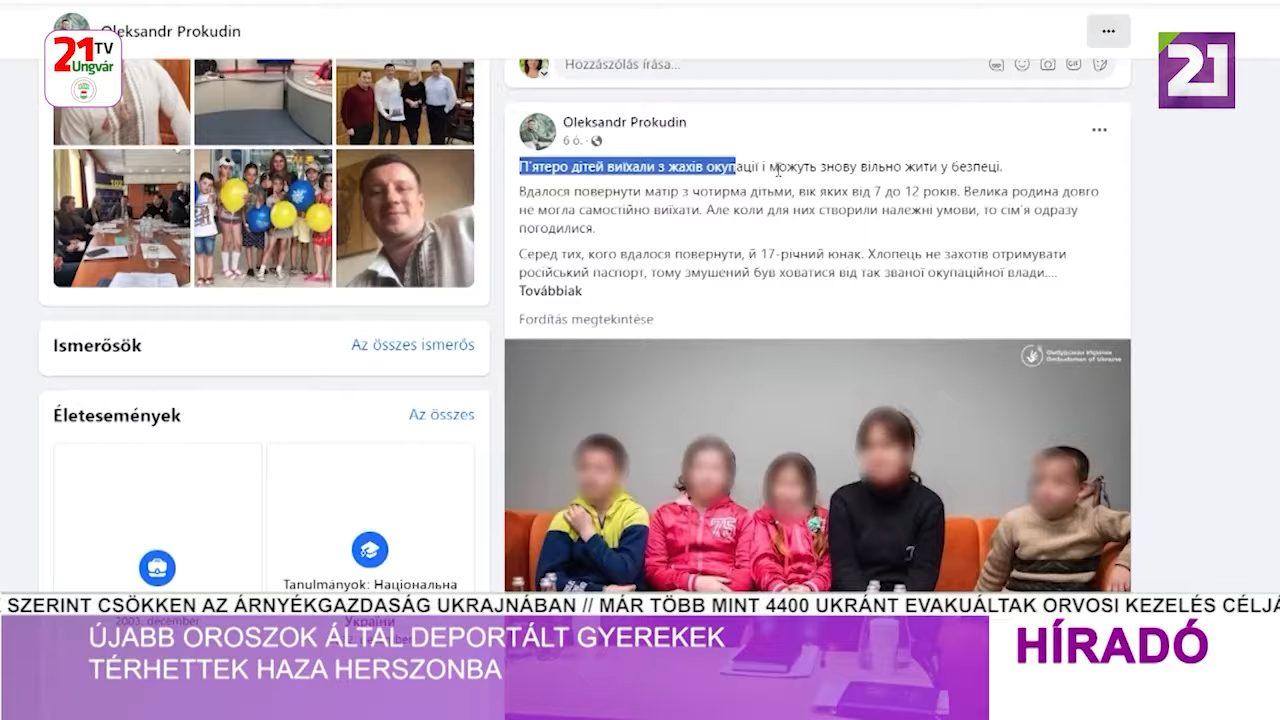 Oleksandr Prokudin
21 TV
Ungvár
21
Hozzászólás írása...
Oleksandr Prokudin
6 ó.
П'ятеро дітей виїхали з жахів окупації і можуть знову вільно жити у безпеці.
Вдалося повернути матір з чотирма дітьми, вік яких від 7 до 12 років. Велика родина довго
не могла самостійно виїхати. Але коли для них створили належні умови, то сім'я одразу
погодилися.
Серед тих, кого вдалося повернути, й 17-річний юнак. Хлопець не захотів отримувати
російський паспорт, тому змушений був ховатися від так званої окупаційної влади....
Továbbiak
Fordítás megtekintése
Ismerősök
Az összes ismerős
Életesemények
Az összes
Ombudsman of Ukraine
75
Tanulmányok: Національна
України
2003. december
SZERINT CSÖKKEN AZ ÁRNYÉKGAZDASÁG UKRAJNÁBAN // MÁR TÖBB MINT 4400 UKRÁNT EVAKUÁLTAK ORVOSI KEZELÉS CÉLJÁ
ÚJABB OROSZOK ÁLTAL DEPORTÁLT GYEREKEK
TÉRHETTEK HAZA HERSZONBA
HÍRADÓ